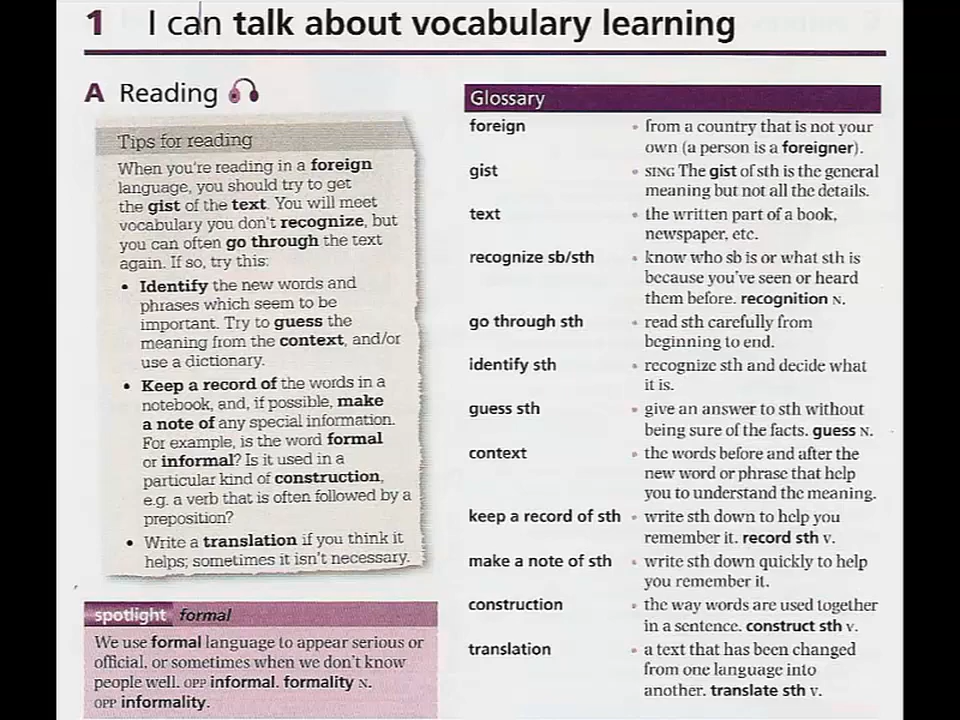 1 I can talk about vocabulary learning
A Reading
Tips for reading
When you're reading in a foreign
language, you should try to get
the gist of the text. You will meet
vocabulary you don't recognize, but
you can often go through the text
again. If so, try this:
• Identify the new words and
phrases which seem to be
important. Try to guess the
meaning from the context, and/or
use a dictionary.
• Keep a record of the words in a
notebook, and, if possible, make
a note of any special information.
For example, is the word formal
or informal? Is it used in a
particular kind of construction,
e.g. a verb that is often followed by a
preposition?
• Write a translation if you think it
helps; sometimes it isn't necessary.
spotlight formal
We use formal language to appear serious or
official, or sometimes when we don't know
people well. OPP informal. formality N.
OPP informality.
Glossary
foreign • from a country that is not your
own (a person is a foreigner).
gist • SING The gist of sth is the general
meaning but not all the details.
text • the written part of a book,
newspaper, etc.
recognize sb/sth • know who sb is or what sth is
because you've seen or heard
them before. recognition N.
go through sth • read sth carefully from
beginning to end.
identify sth • recognize sth and decide what
it is.
guess sth • give an answer to sth without
being sure of the facts. guess N.
context • the words before and after the
new word or phrase that help
you to understand the meaning.
keep a record of sth • write sth down to help you
remember it. record sth v.
make a note of sth • write sth down quickly to help
you remember it.
construction • the way words are used together
in a sentence. construct sth v.
translation • a text that has been changed
from one language into
another. translate sth v.